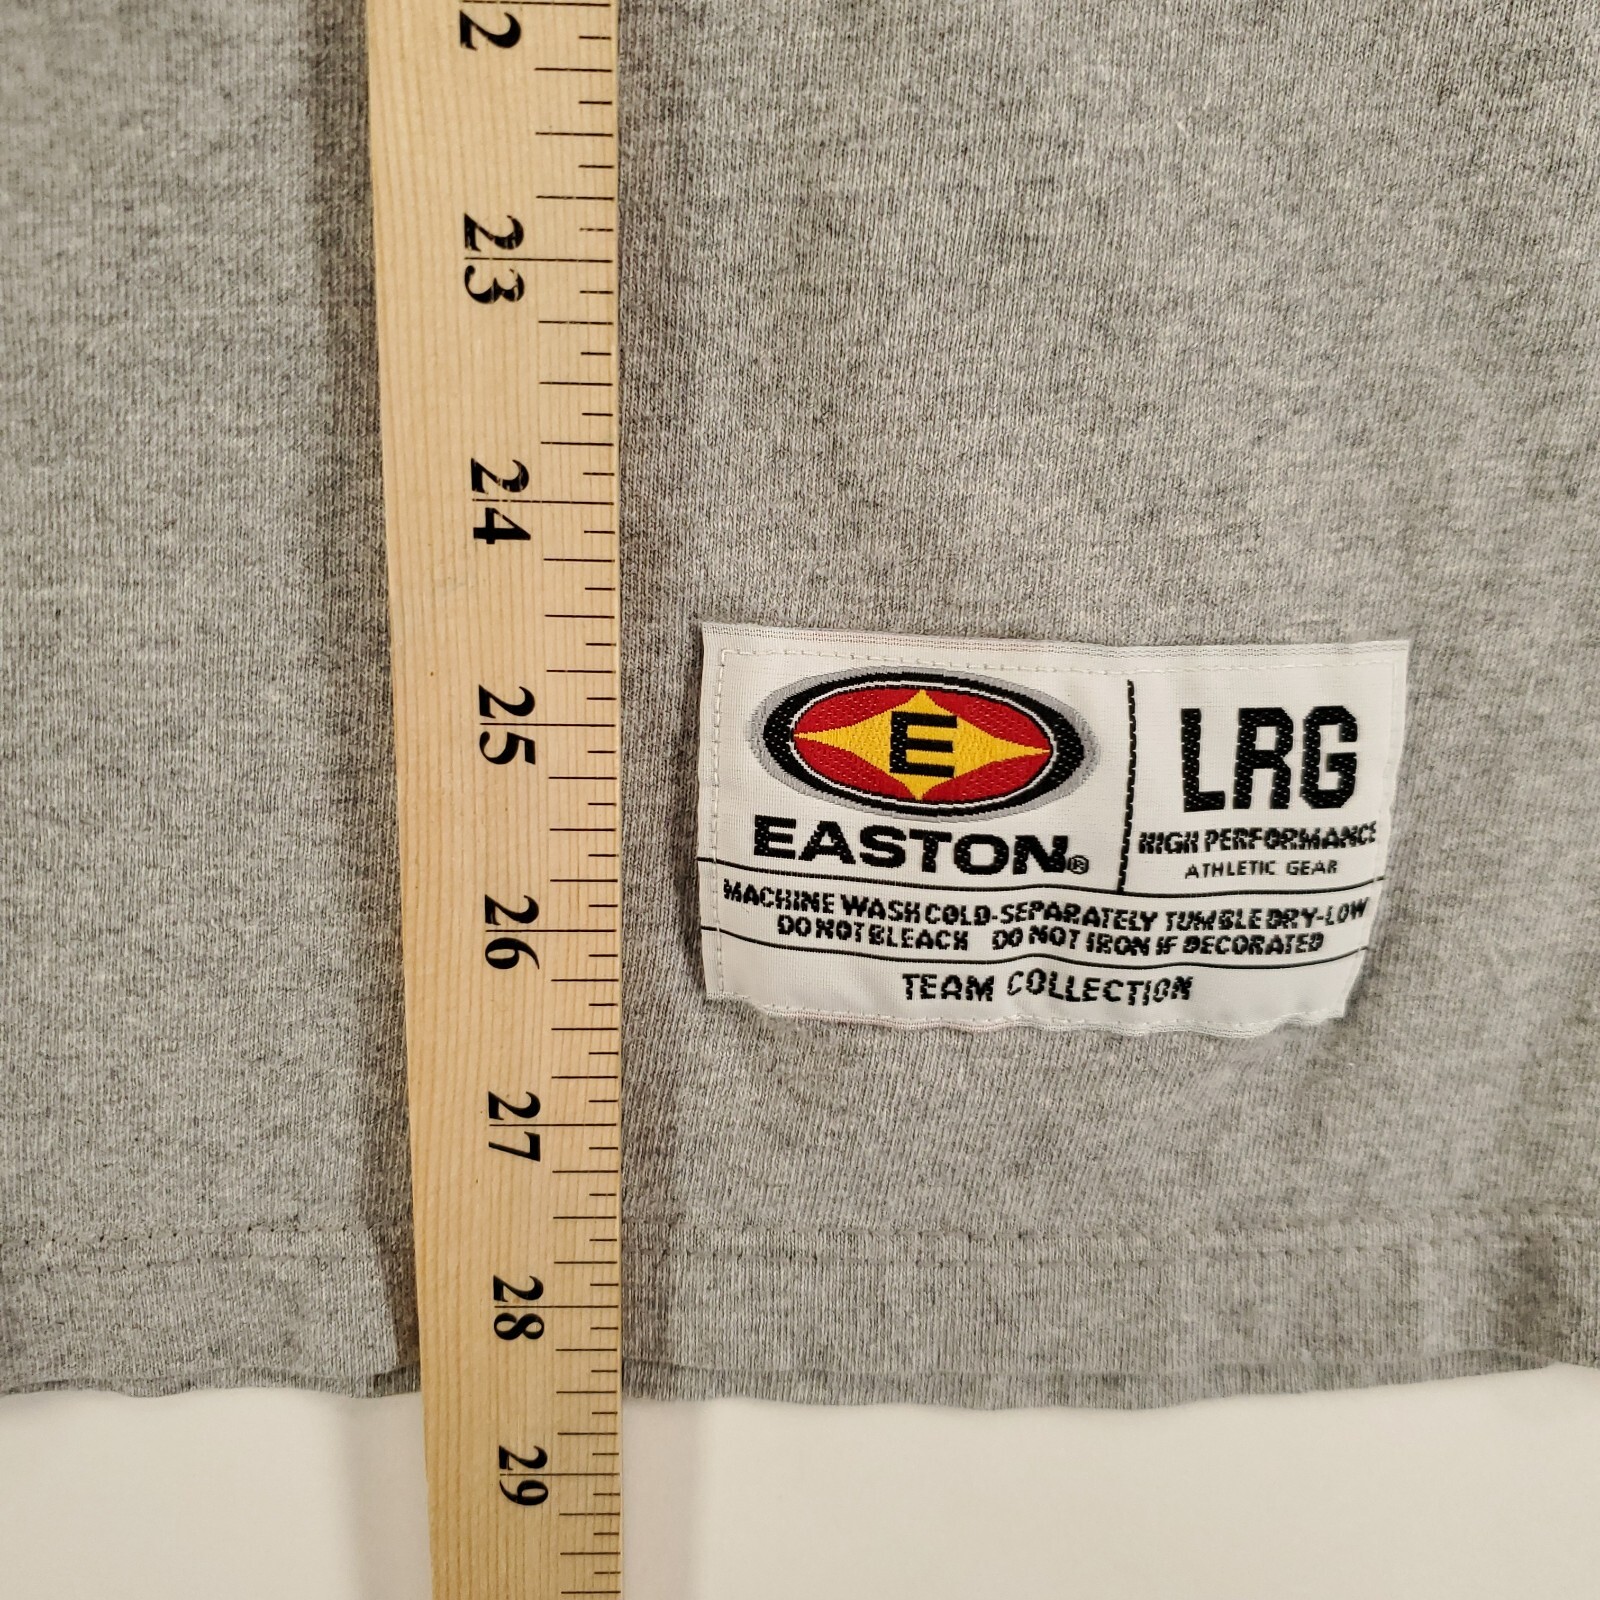 2
23
24
25
26
27
28
29
E
EASTON®
LRG
HIGH PERFORMANCE
ATHLETIC GEAR
MACHINE WASH COLD-SEPARATELY TUMBLE DRY-LOW
DO NOT BLEACH DO NOT IRON IF DECORATED
TEAM COLLECTION